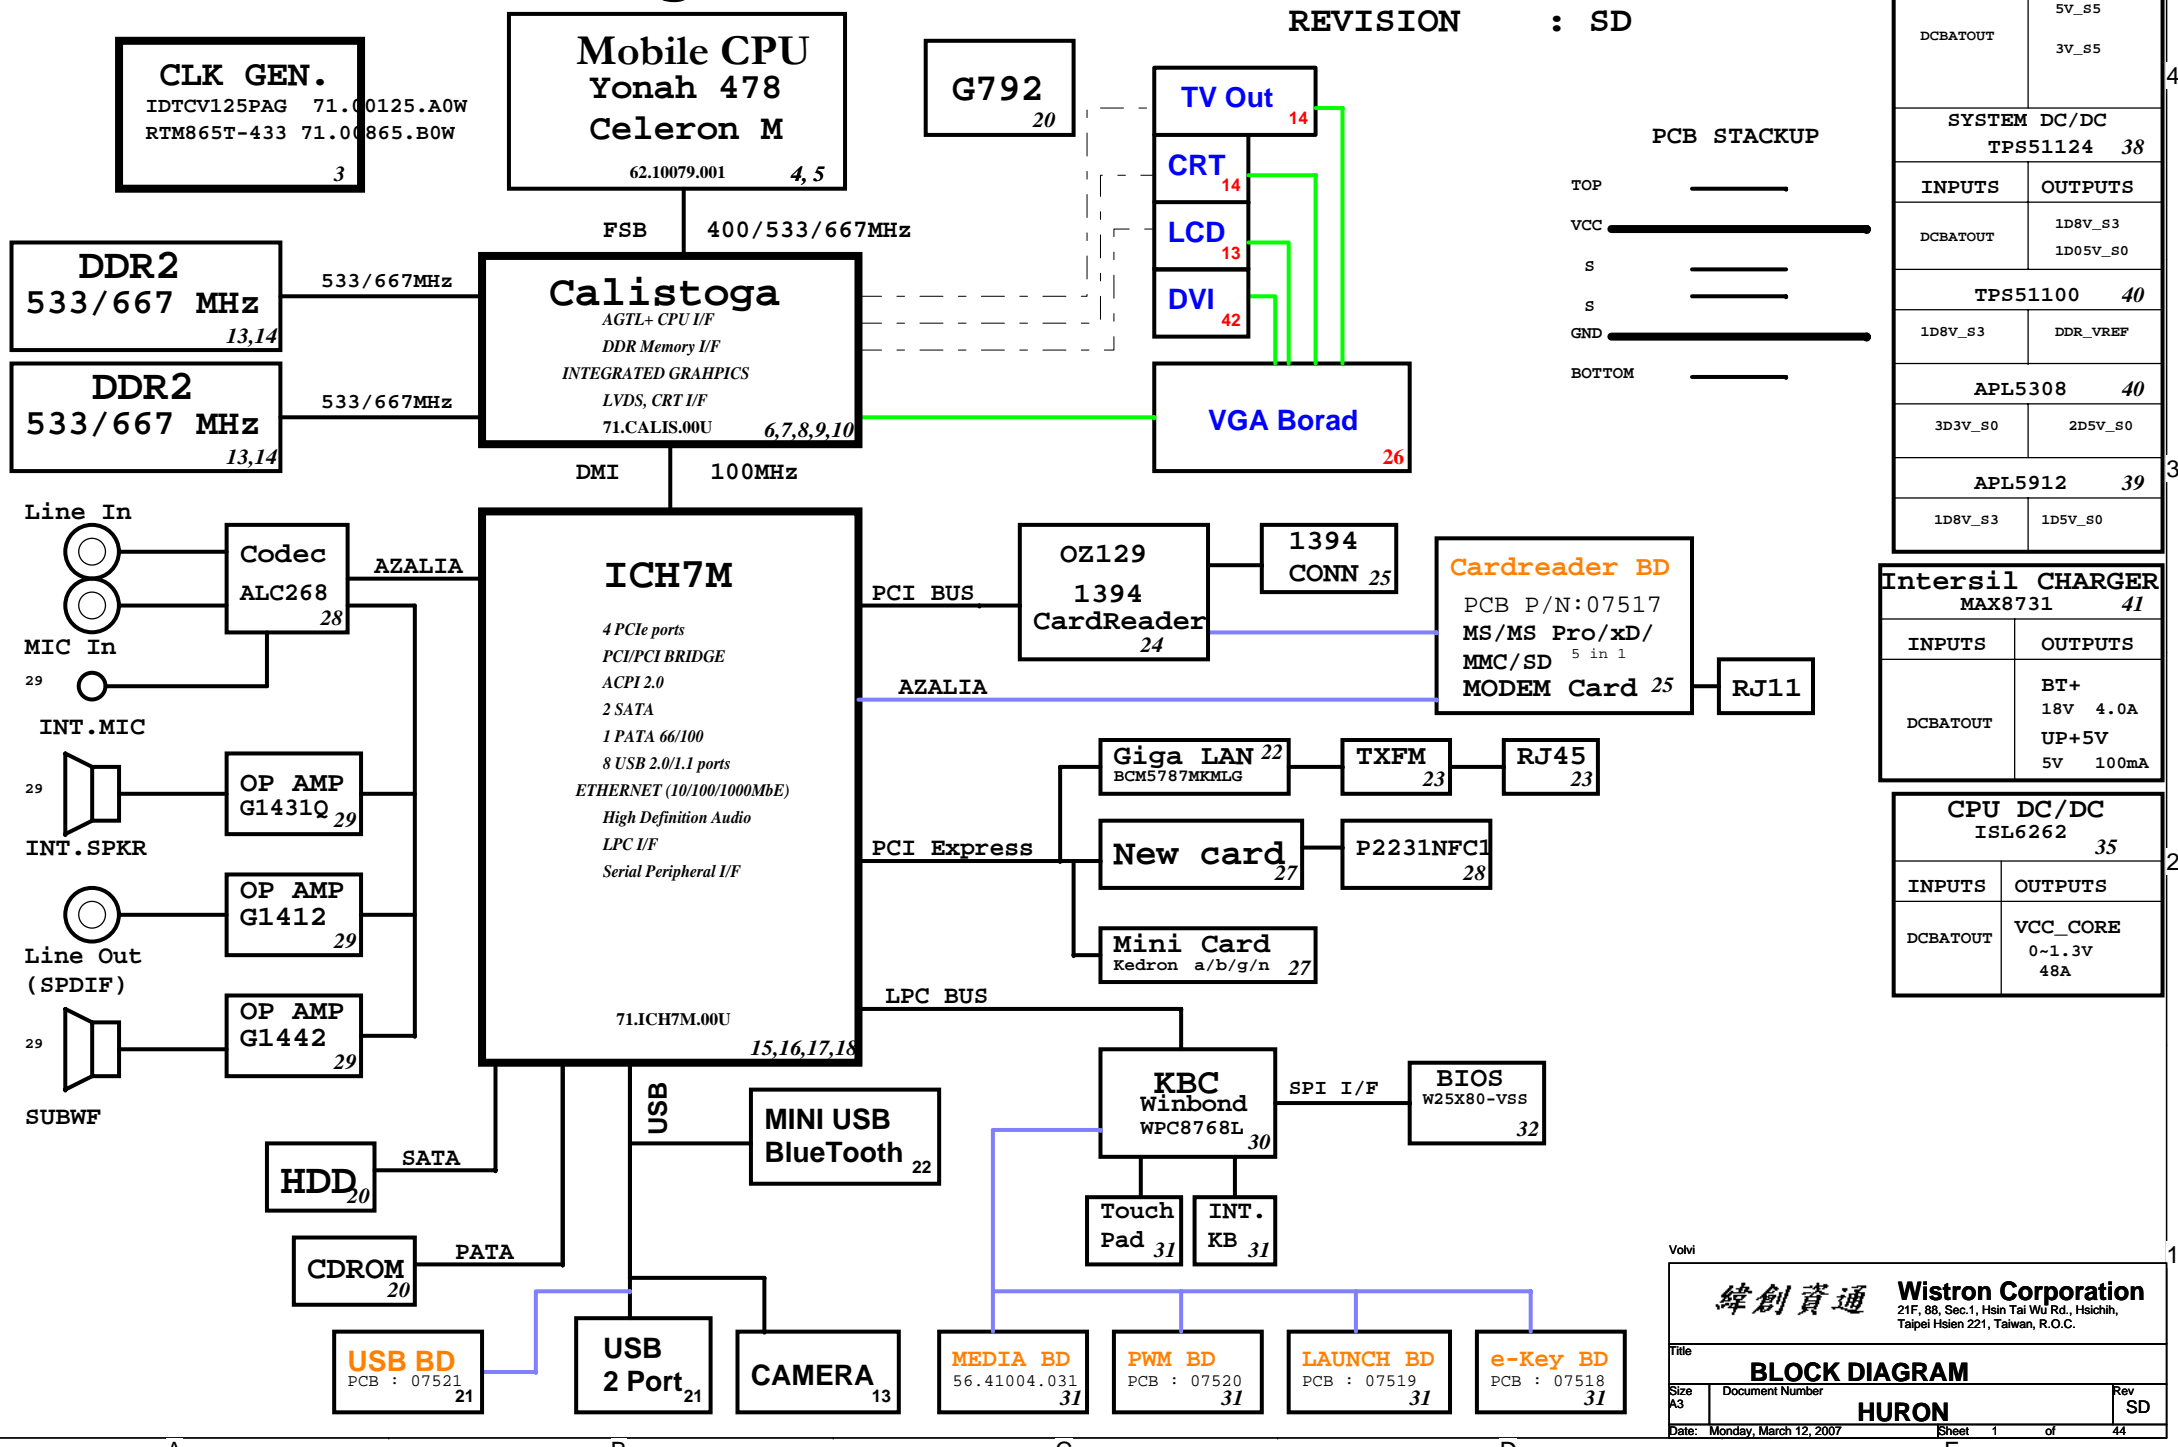 REVISION : SD
CLK GEN.
IDTCV125PAG 71.00125.A0W
RTM865T-433 71.00865.B0W
3
Mobile CPU
Yonah 478
Celeron M
62.10079.001 4, 5
G792
20
TV Out
14
CRT
14
LCD
13
DVI
42
VGA Borad
26
FSB 400/533/667MHz
DDR2
533/667 MHz
13,14
533/667MHz
DDR2
533/667 MHz
13,14
533/667MHz
Calistoga
AGTL+ CPU I/F
DDR Memory I/F
INTEGRATED GRAHPICS
LVDS, CRT I/F
71.CALIS.00U 6,7,8,9,10
DMI 100MHz
PCB STACKUP
TOP
VCC
S
S
GND
BOTTOM
DCBATOUT
5V_S5
3V_S5
SYSTEM DC/DC
TPS51124 38
INPUTS OUTPUTS
DCBATOUT
1D8V_S3
1D05V_S0
TPS51100 40
1D8V_S3 DDR_VREF
APL5308 40
3D3V_S0 2D5V_S0
APL5912 39
1D8V_S3 1D5V_S0
Intersil CHARGER
MAX8731 41
INPUTS OUTPUTS
DCBATOUT
BT+
18V 4.0A
UP+5V
5V 100mA
CPU DC/DC
ISL6262
35
INPUTS OUTPUTS
DCBATOUT
VCC_CORE
0~1.3V
48A
4
3
2
1
Line In
MIC In
29
INT.MIC
29
INT.SPKR
Line Out
(SPDIF)
29
SUBWF
Codec
ALC268
28
AZALIA
OP AMP
G1431Q
29
OP AMP
G1412
29
OP AMP
G1442
29
ICH7M
4 PCIe ports
PCI/PCI BRIDGE
ACPI 2.0
2 SATA
1 PATA 66/100
8 USB 2.0/1.1 ports
ETHERNET (10/100/1000MbE)
High Definition Audio
LPC I/F
Serial Peripheral I/F
71.ICH7M.00U
15,16,17,18
PCI BUS
OZ129
1394
CardReader
24
1394
CONN 25
Cardreader BD
PCB P/N:07517
MS/MS Pro/xD/
MMC/SD 5 in 1
MODEM Card 25
RJ11
AZALIA
PCI Express
Giga LAN 22
BCM5787MKMLG
TXFM
23
RJ45
23
New card
27
P2231NFC1
28
Mini Card
Kedron a/b/g/n 27
LPC BUS
KBC
Winbond
WPC8768L
30
SPI I/F
BIOS
W25X80-VSS
32
Touch
Pad 31
INT.
KB 31
HDD
20
SATA
CDROM
20
PATA
USB
MINI USB
BlueTooth 22
USB BD
PCB : 07521
21
USB
2 Port
21
CAMERA
13
MEDIA BD
56.41004.031
31
PWM BD
PCB : 07520
31
LAUNCH BD
PCB : 07519
31
e-Key BD
PCB : 07518
31
Volvi
緯創資通
Wistron Corporation
21F, 88, Sec.1, Hsin Tai Wu Rd., Hsichih,
Taipei Hsien 221, Taiwan, R.O.C.
Title
BLOCK DIAGRAM
Size
A3
Document Number
HURON
Rev
SD
Date: Monday, March 12, 2007 Sheet 1 of 44